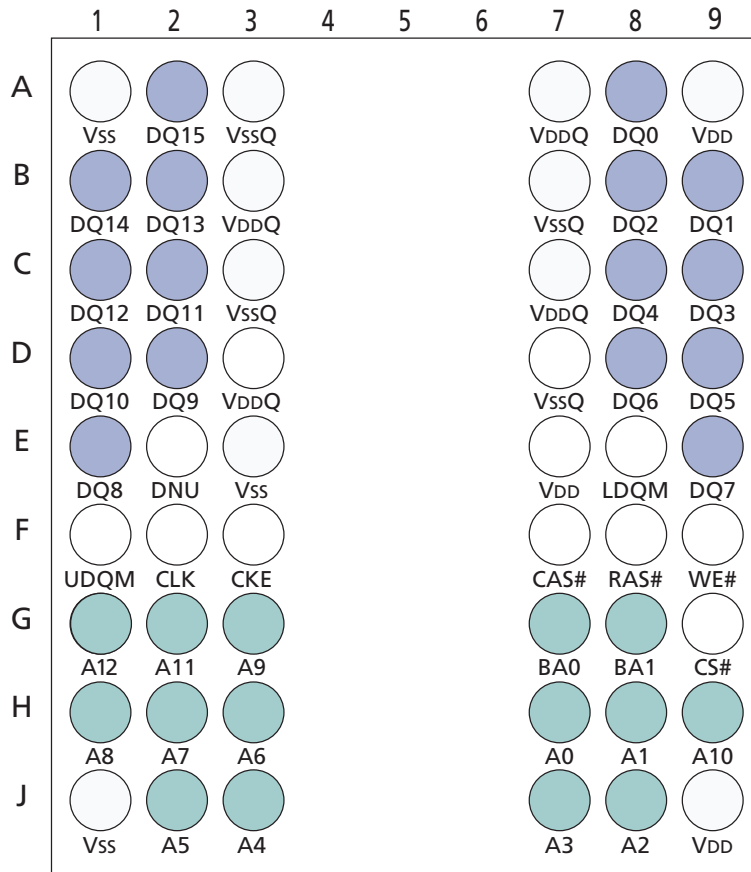 1 2 3 4 5 6 7 8 9
A
Vss DQ15 VssQ VDDQ DQ0 VDD
B
DQ14 DQ13 VDDQ VssQ DQ2 DQ1
C
DQ12 DQ11 VssQ VDDQ DQ4 DQ3
D
DQ10 DQ9 VDDQ VssQ DQ6 DQ5
E
DQ8 DNU Vss VDD LDQM DQ7
F
UDQM CLK CKE CAS# RAS# WE#
G
A12 A11 A9 BA0 BA1 CS#
H
A8 A7 A6 A0 A1 A10
J
Vss A5 A4 A3 A2 VDD